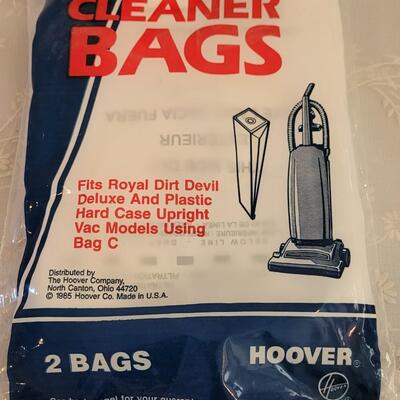 CLEANER
BAGS
Fits Royal Dirt Devil
Deluxe And Plastic
Hard Case Upright
Vac Models Using
Bag C
Distributed by
The Hoover Company,
North Canton, Ohio 44720
© 1985 Hoover Co. Made in U.S.A.
2 BAGS
HOOVER®
Hoover